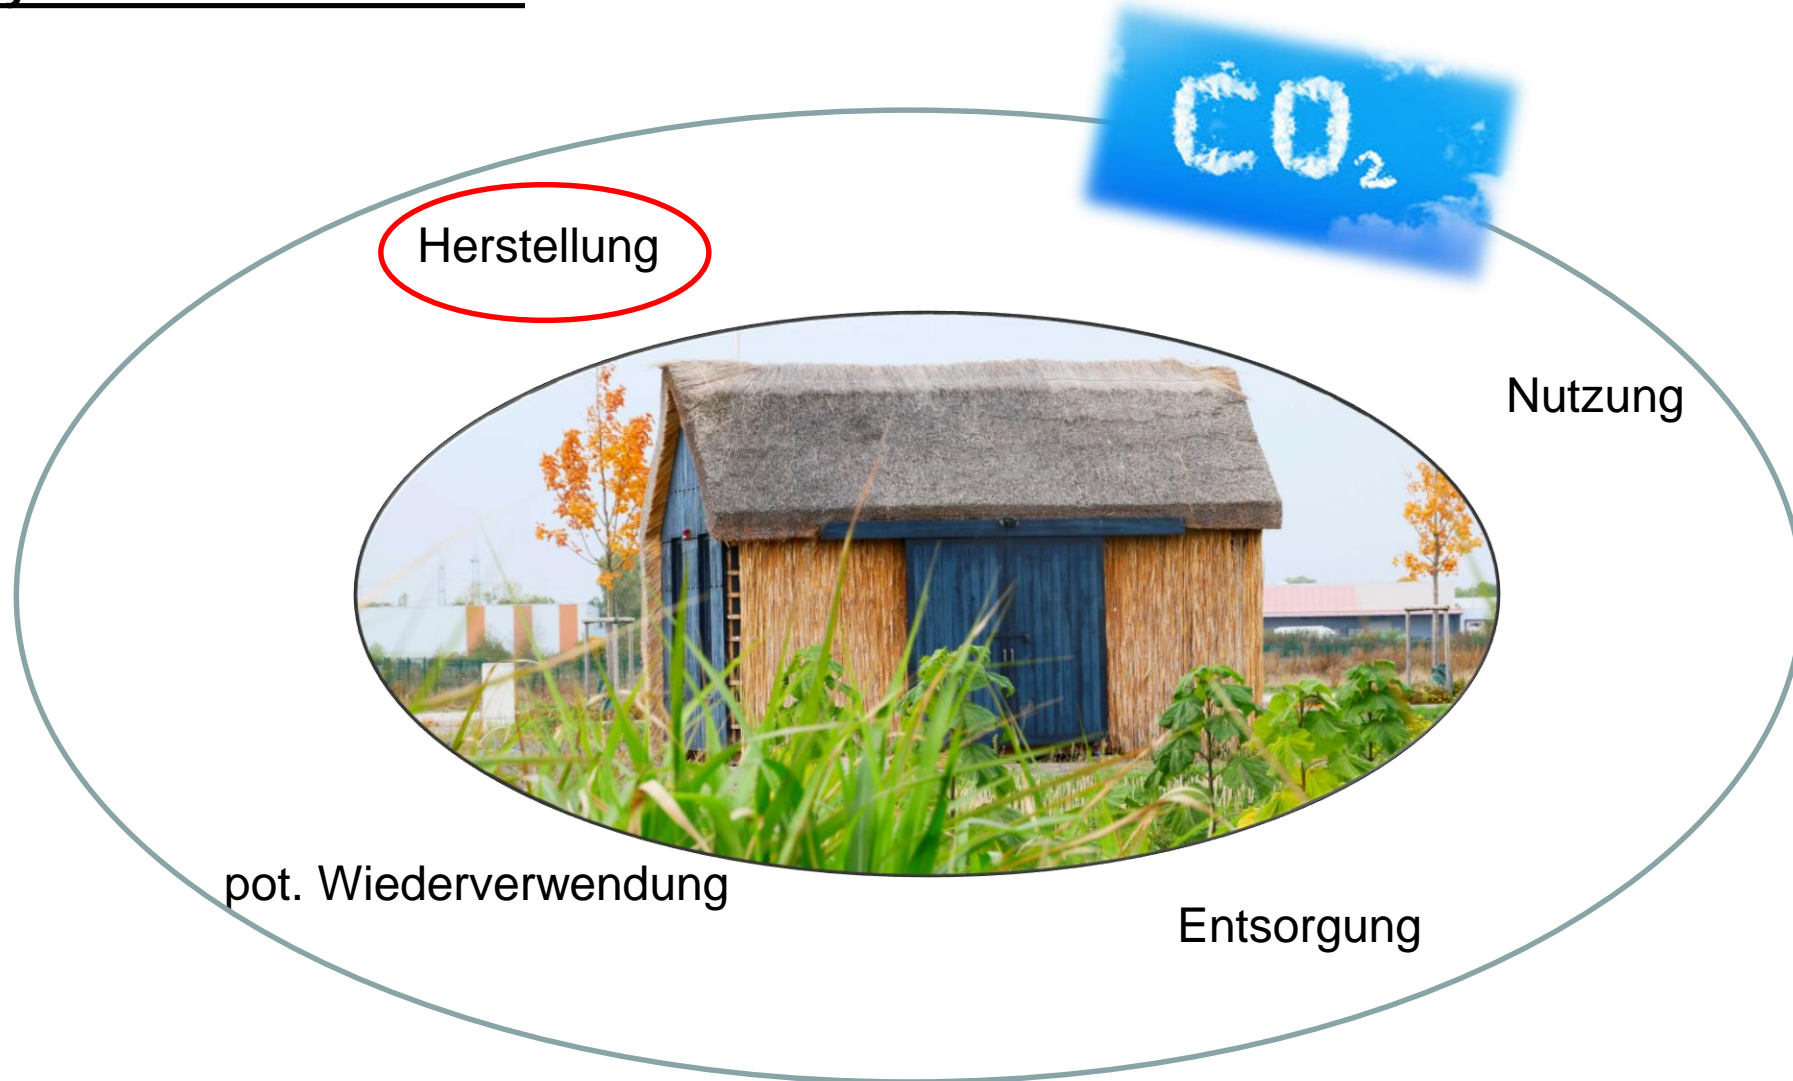 CO₂
Herstellung
Nutzung
pot. Wiederverwendung
Entsorgung